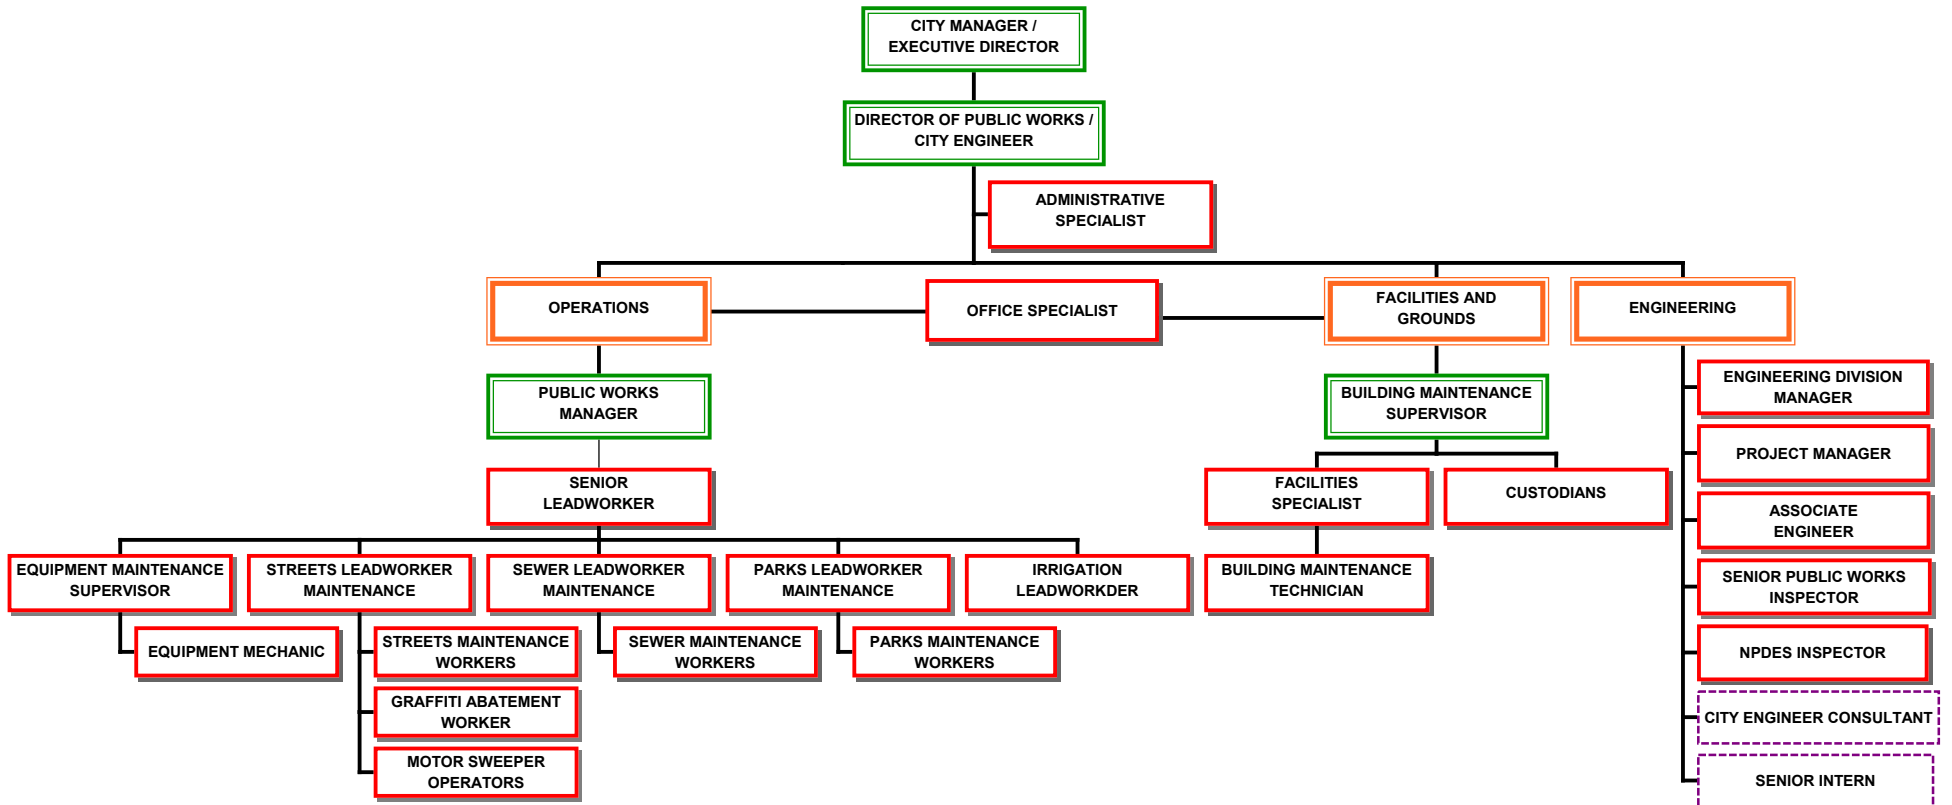 CITY MANAGER /
EXECUTIVE DIRECTOR
DIRECTOR OF PUBLIC WORKS /
CITY ENGINEER
ADMINISTRATIVE
SPECIALIST
OPERATIONS
OFFICE SPECIALIST
FACILITIES AND
GROUNDS
ENGINEERING
PUBLIC WORKS
MANAGER
BUILDING MAINTENANCE
SUPERVISOR
ENGINEERING DIVISION
MANAGER
PROJECT MANAGER
ASSOCIATE
ENGINEER
SENIOR PUBLIC WORKS
INSPECTOR
NPDES INSPECTOR
CITY ENGINEER CONSULTANT
SENIOR INTERN
SENIOR
LEADWORKER
FACILITIES
SPECIALIST
CUSTODIANS
EQUIPMENT MAINTENANCE
SUPERVISOR
STREETS LEADWORKER
MAINTENANCE
SEWER LEADWORKER
MAINTENANCE
PARKS LEADWORKER
MAINTENANCE
IRRIGATION
LEADWORKDER
BUILDING MAINTENANCE
TECHNICIAN
EQUIPMENT MECHANIC
STREETS MAINTENANCE
WORKERS
SEWER MAINTENANCE
WORKERS
PARKS MAINTENANCE
WORKERS
GRAFFITI ABATEMENT
WORKER
MOTOR SWEEPER
OPERATORS